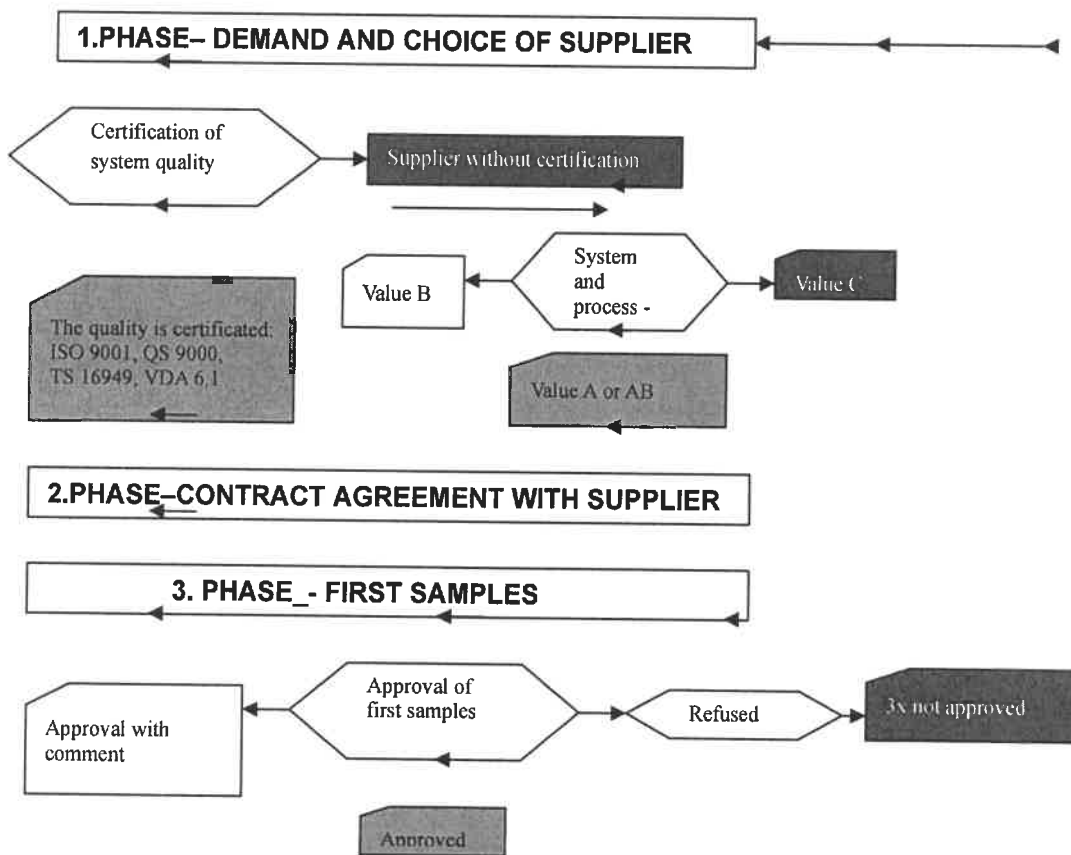 1.PHASE– DEMAND AND CHOICE OF SUPPLIER
Certification of
system quality
Supplier without certification
System
and
process -
Value B
Value C
The quality is certificated:
ISO 9001, QS 9000,
TS 16949, VDA 6.1
Value A or AB
2.PHASE–CONTRACT AGREEMENT WITH SUPPLIER
3. PHASE_- FIRST SAMPLES
Approval of
first samples
Refused
3x not approved
Approval with
comment
Approved